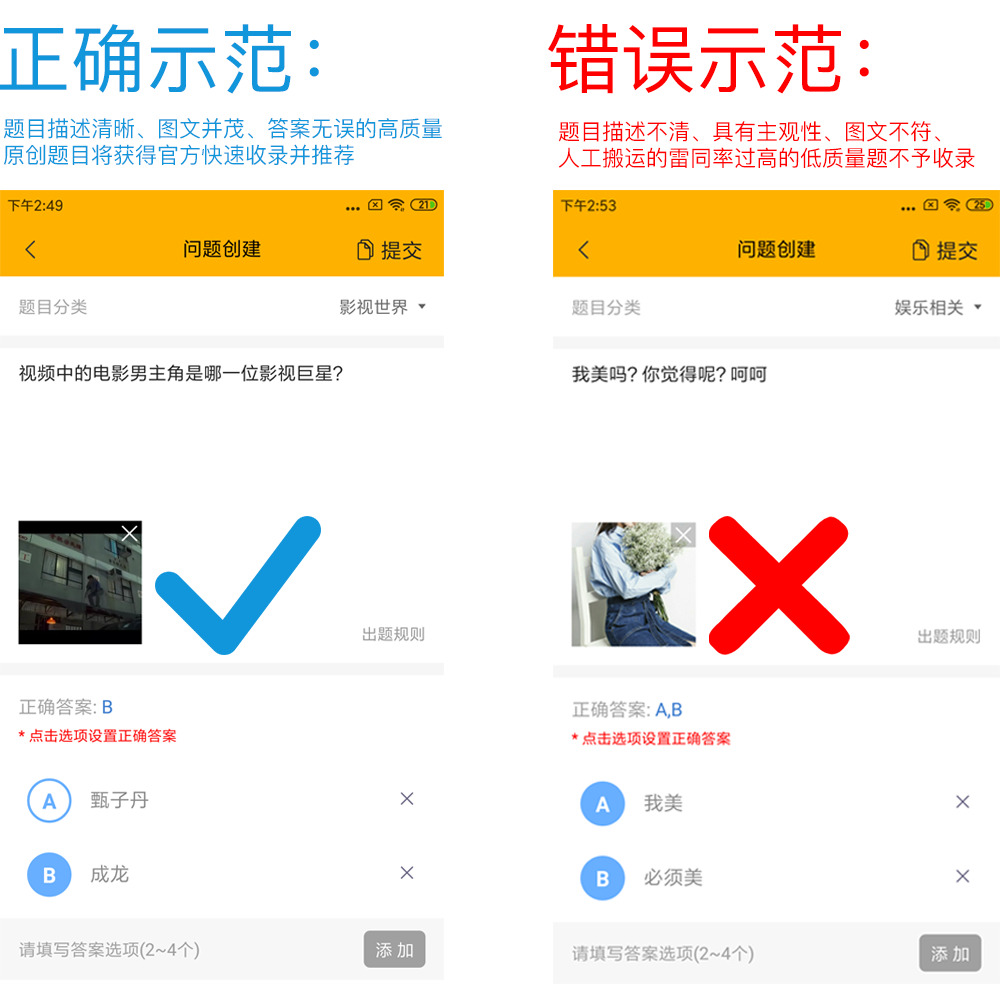 正确示范：
题目描述清晰、图文并茂、答案无误的高质量
原创题目将获得官方快速收录并推荐
下午2:49
21
问题创建
提交
题目分类
影视世界
视频中的电影男主角是哪一位影视巨星?
出题规则
正确答案: B
* 点击选项设置正确答案
A 甄子丹
B 成龙
请填写答案选项(2~4个)
添加
错误示范：
题目描述不清、具有主观性、图文不符、
人工搬运的雷同率过高的低质量题不予收录
下午2:53
25
问题创建
提交
题目分类
娱乐相关
我美吗? 你觉得呢? 呵呵
出题规则
正确答案: A,B
* 点击选项设置正确答案
A 我美
B 必须美
请填写答案选项(2~4个)
添加